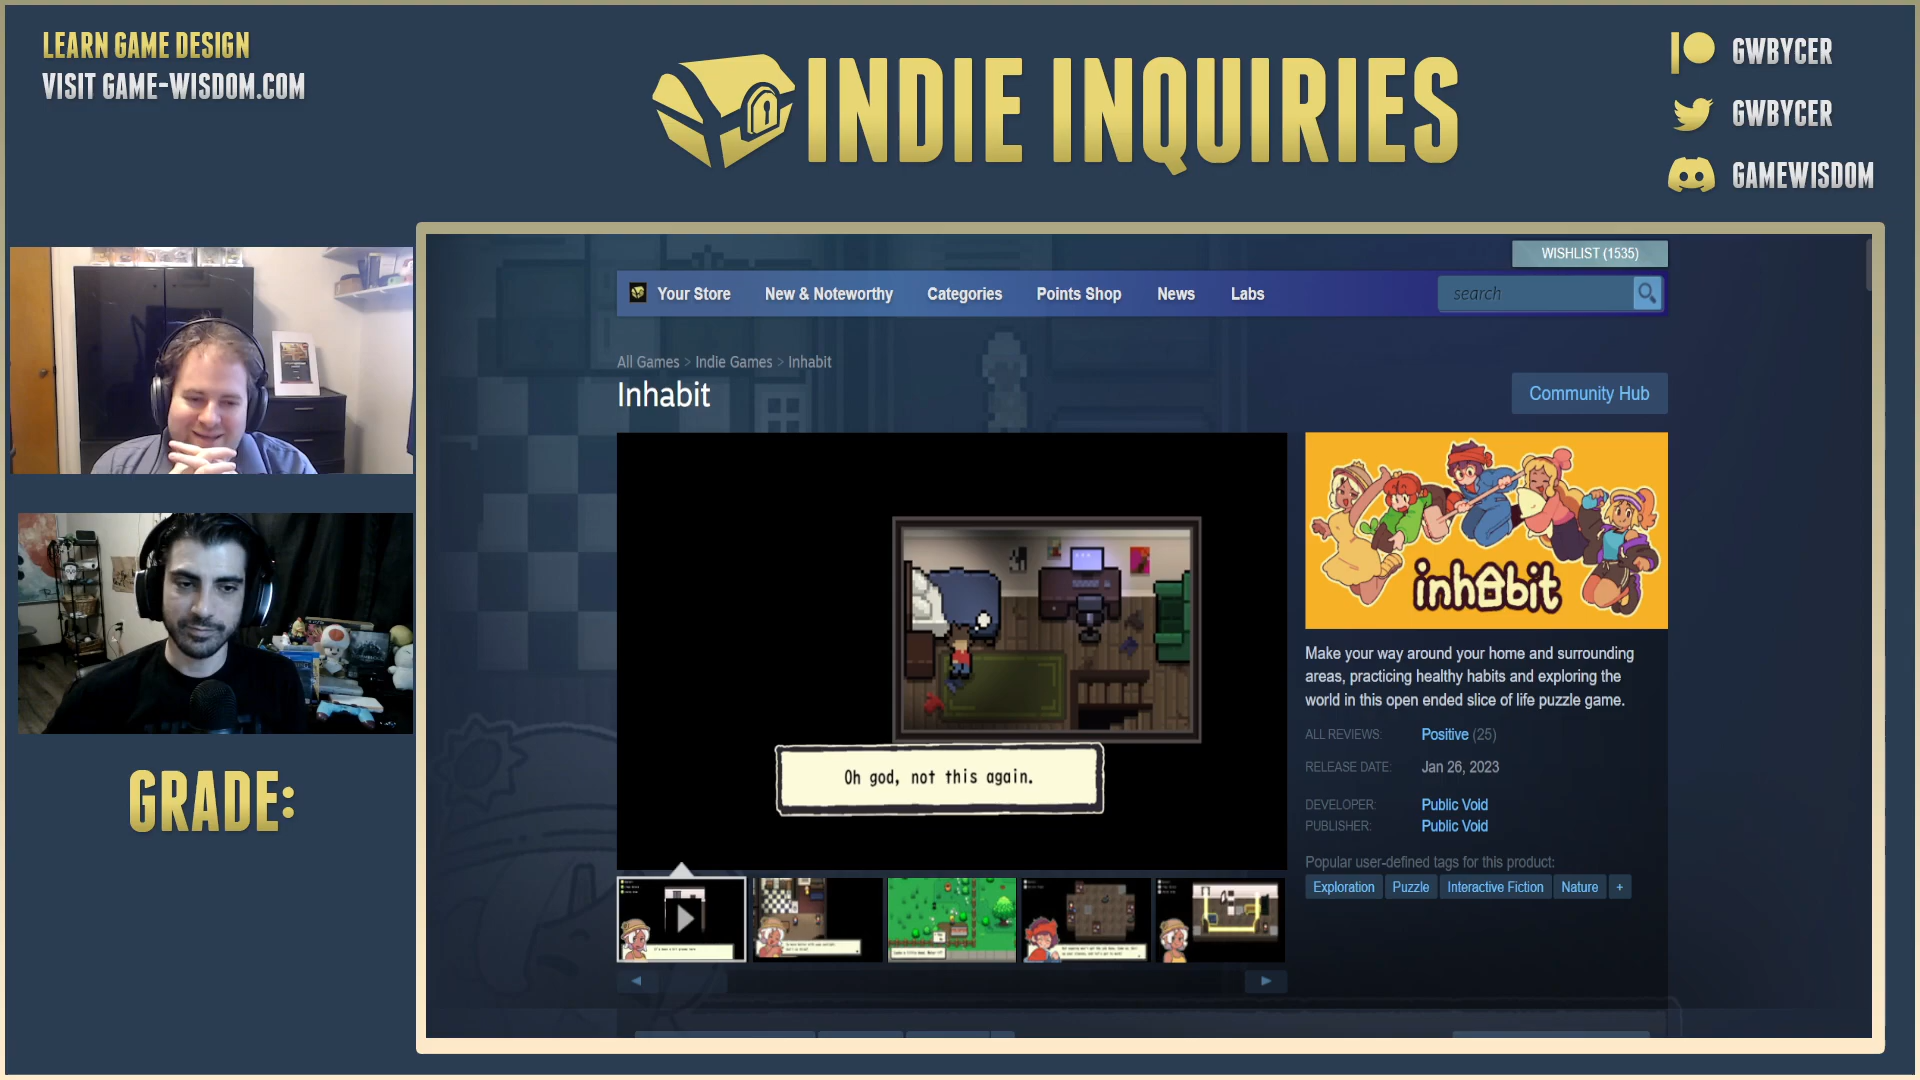 LEARN GAME DESIGN
VISIT GAME-WISDOM.COM
INDIE INQUIRIES
GWBYCER
GWBYCER
GAMEWISDOM
WISHLIST (1535)
Your Store New & Noteworthy Categories Points Shop News Labs search
All Games > Indie Games > Inhabit
Inhabit
Community Hub
Oh god, not this again.
inhabit
Make your way around your home and surrounding
areas, practicing healthy habits and exploring the
world in this open ended slice of life puzzle game.
ALL REVIEWS: Positive (25)
RELEASE DATE: Jan 26, 2023
DEVELOPER: Public Void
PUBLISHER: Public Void
Popular user-defined tags for this product:
Exploration Puzzle Interactive Fiction Nature +
GRADE: